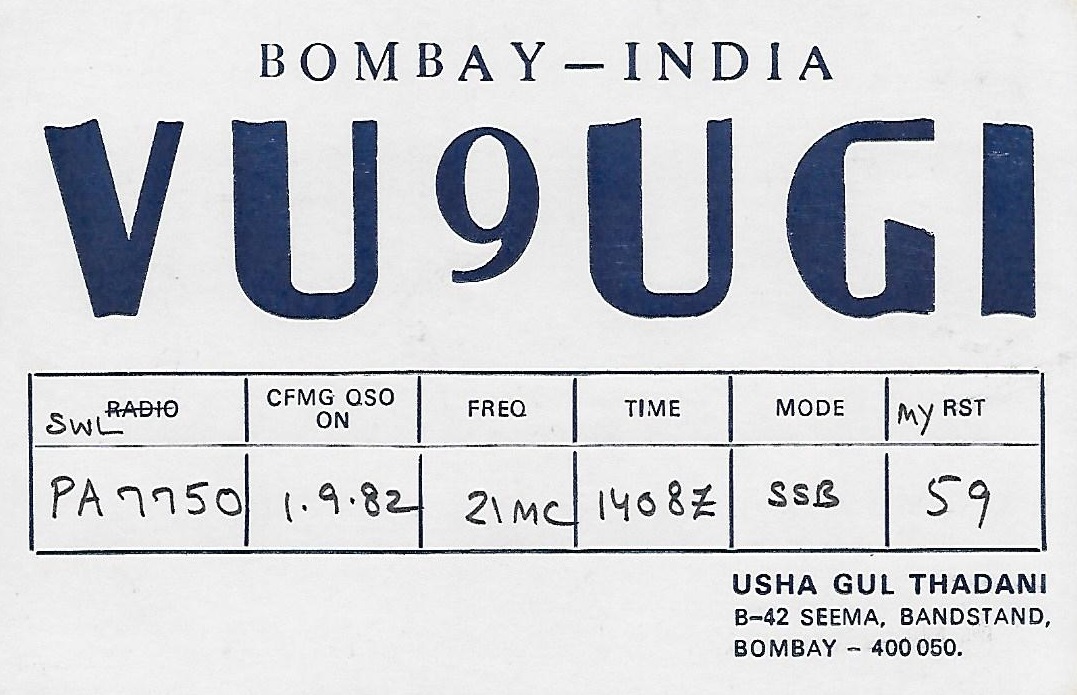 BOMBAY – INDIA
VU9UGI
SWL RADIO CFMG QSO ON FREQ TIME MODE MY RST
PA7750 1.9.82 21MC 1408Z SSB 59
USHA GUL THADANI
B-42 SEEMA, BANDSTAND,
BOMBAY – 400 050.